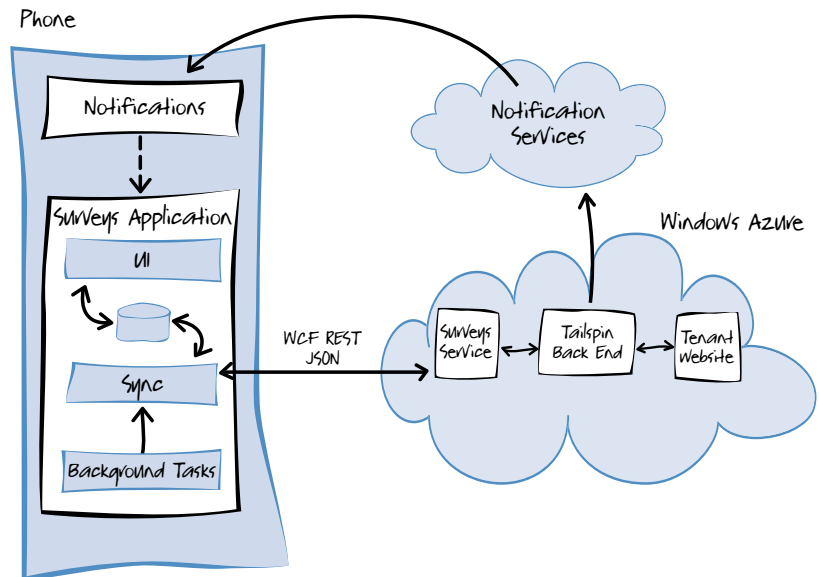 Phone
Notifications
Surveys Application
UI
Sync
Background Tasks
WCF REST
JSON
Notification
Services
Windows Azure
Surveys
Service
Tailspin
Back End
Tenant
Website